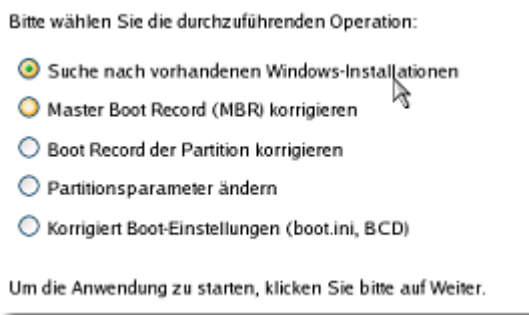 Bitte wählen Sie die durchzuführenden Operation:
Suche nach vorhandenen Windows-Installationen
Master Boot Record (MBR) korrigieren
Boot Record der Partition korrigieren
Partitionsparameter ändern
Korrigiert Boot-Einstellungen (boot.ini, BCD)
Um die Anwendung zu starten, klicken Sie bitte auf Weiter.